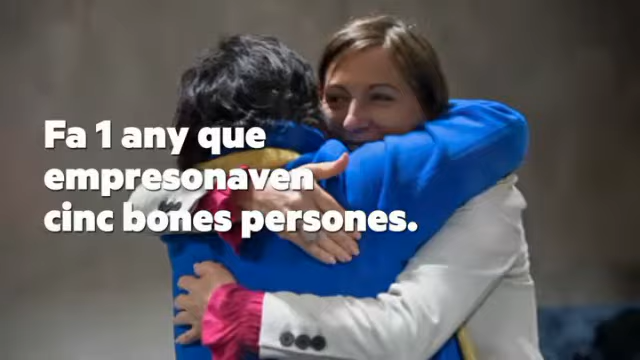 Fa 1 any que
empresonaven
cinc bones persones.